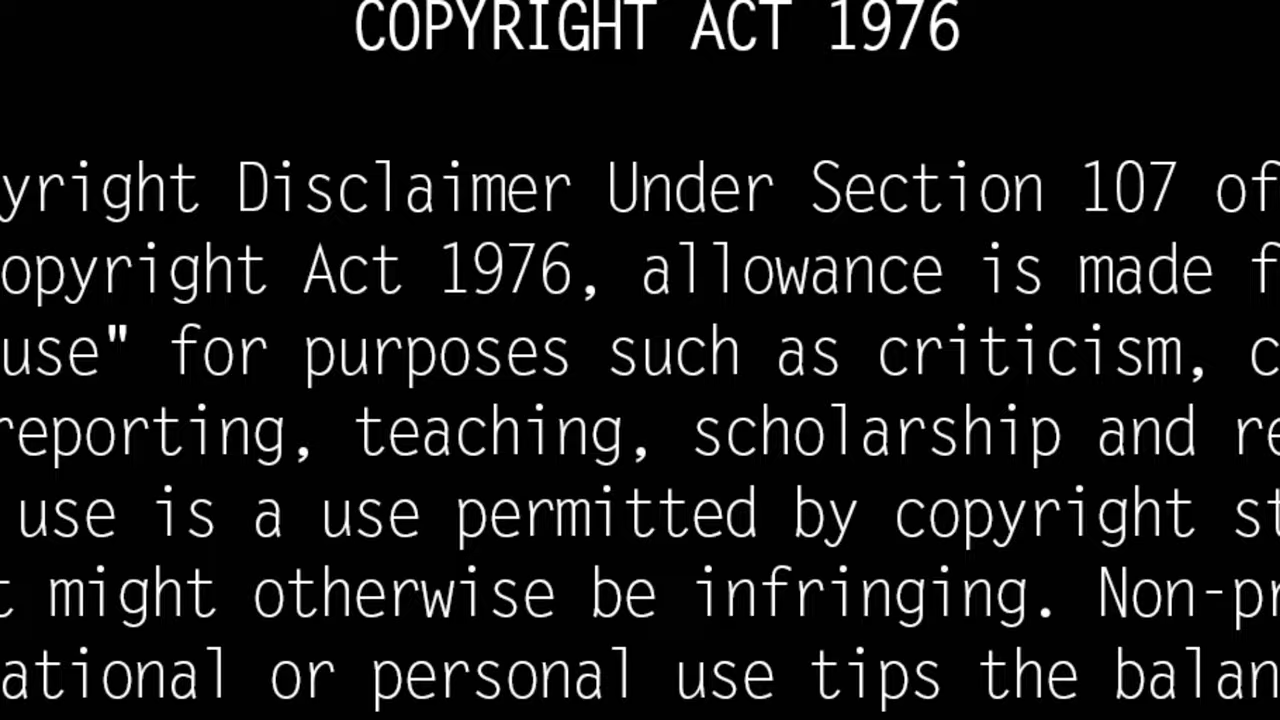 COPYRIGHT ACT 1976
yright Disclaimer Under Section 107 of
opyright Act 1976, allowance is made f
use" for purposes such as criticism, c
reporting, teaching, scholarship and re
use is a use permitted by copyright st
t might otherwise be infringing. Non-pr
ational or personal use tips the balan